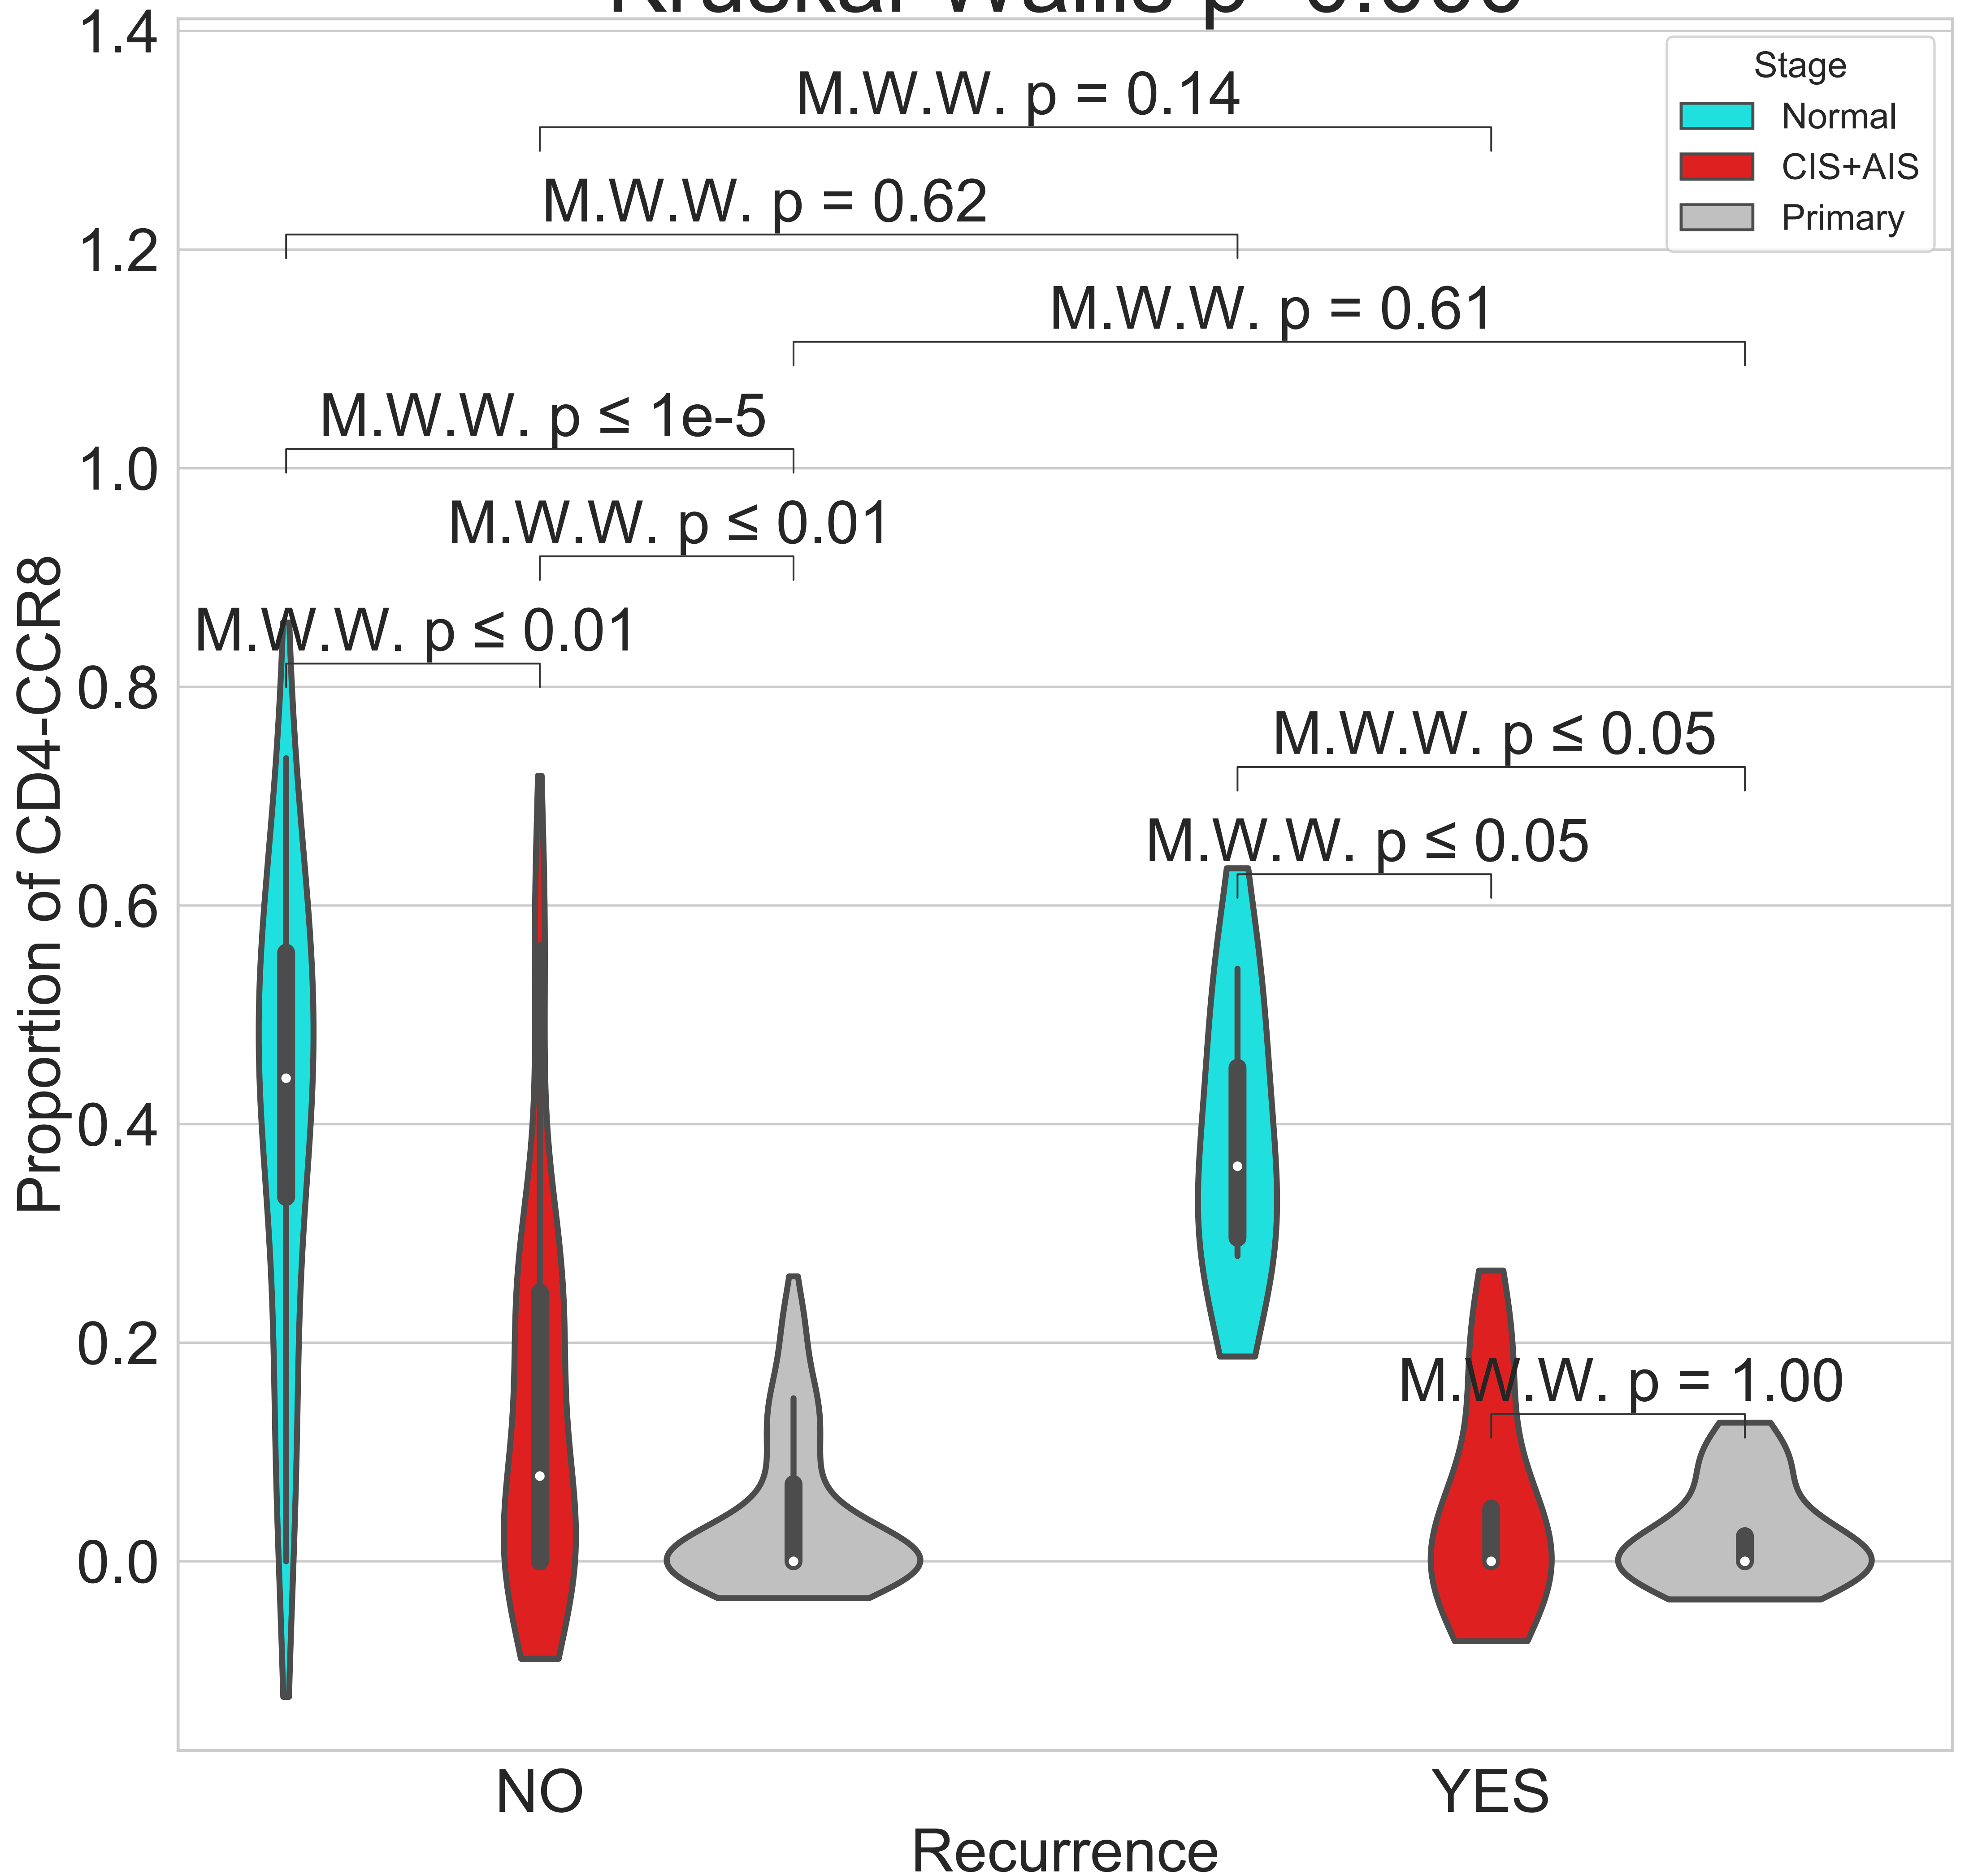 1.4
1.2
1.0
0.8
0.6
0.4
0.2
0.0
Proportion of CD4-CCR8
M.W.W. p = 0.14
M.W.W. p = 0.62
M.W.W. p = 0.61
M.W.W. p ≤ 1e-5
M.W.W. p ≤ 0.01
M.W.W. p ≤ 0.01
M.W.W. p ≤ 0.05
M.W.W. p ≤ 0.05
M.W.W. p = 1.00
Stage
Normal
CIS+AIS
Primary
NO
YES
Recurrence